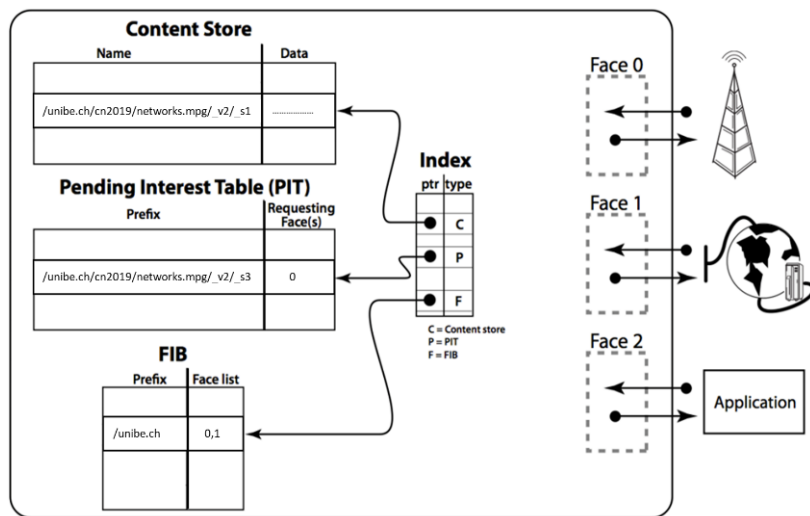 Content Store
Name Data
/unibe.ch/cn2019/networks.mpg/_v2/_s1 ..................
Pending Interest Table (PIT)
Prefix Requesting Face(s)
/unibe.ch/cn2019/networks.mpg/_v2/_s3 0
FIB
Prefix Face list
/unibe.ch 0,1
Index
ptr type
C
P
F
C = Content store
P = PIT
F = FIB
Face 0
Face 1
Face 2
Application